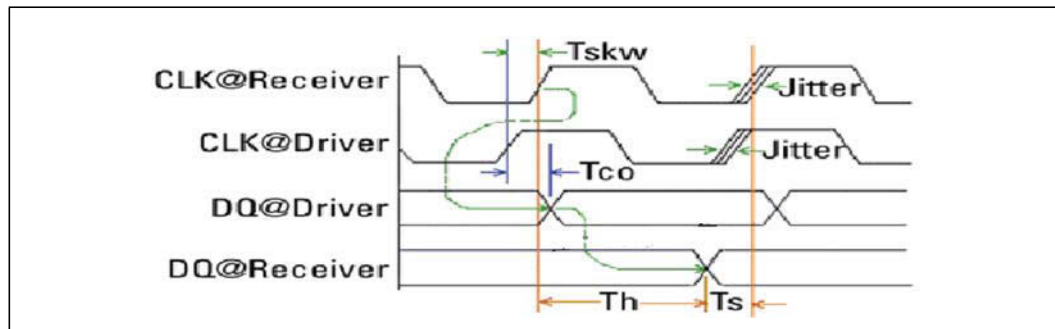 Tskw
CLK@Receiver
Jitter
CLK@Driver
Jitter
Tco
DQ@Driver
DQ@Receiver
Th
Ts